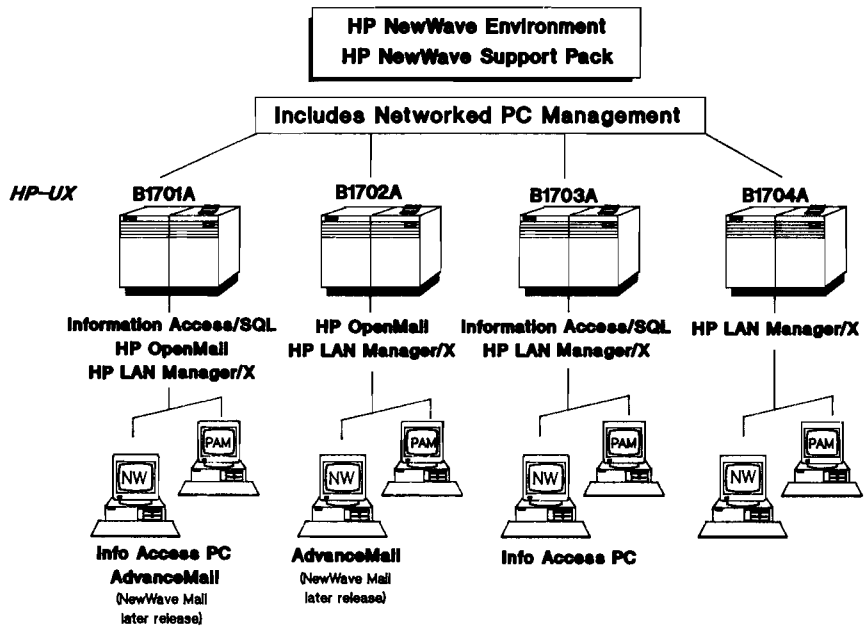 HP NewWave Environment
HP NewWave Support Pack
Includes Networked PC Management
HP-UX
B1701A
B1702A
B1703A
B1704A
Information Access/SQL
HP OpenMail
HP LAN Manager/X
HP OpenMail
HP LAN Manager/X
Information Access/SQL
HP LAN Manager/X
HP LAN Manager/X
NW
PAM
NW
PAM
NW
PAM
NW
PAM
Info Access PC
AdvanceMail
(NewWave Mail
later release)
AdvanceMail
(NewWave Mail
later release)
Info Access PC